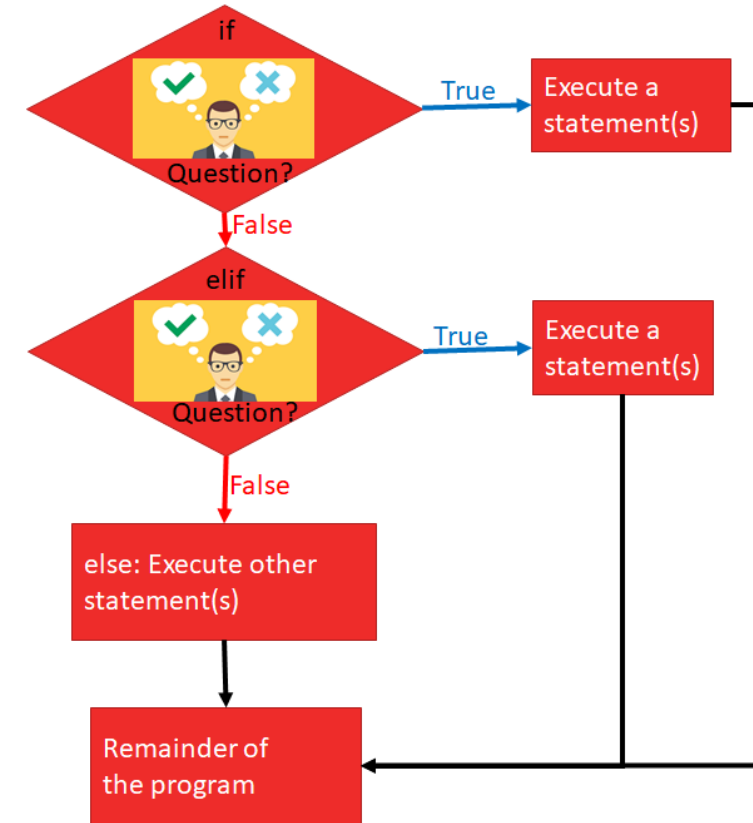 if
Question?
True
Execute a
statement(s)
False
elif
Question?
True
Execute a
statement(s)
False
else: Execute other
statement(s)
Remainder of
the program